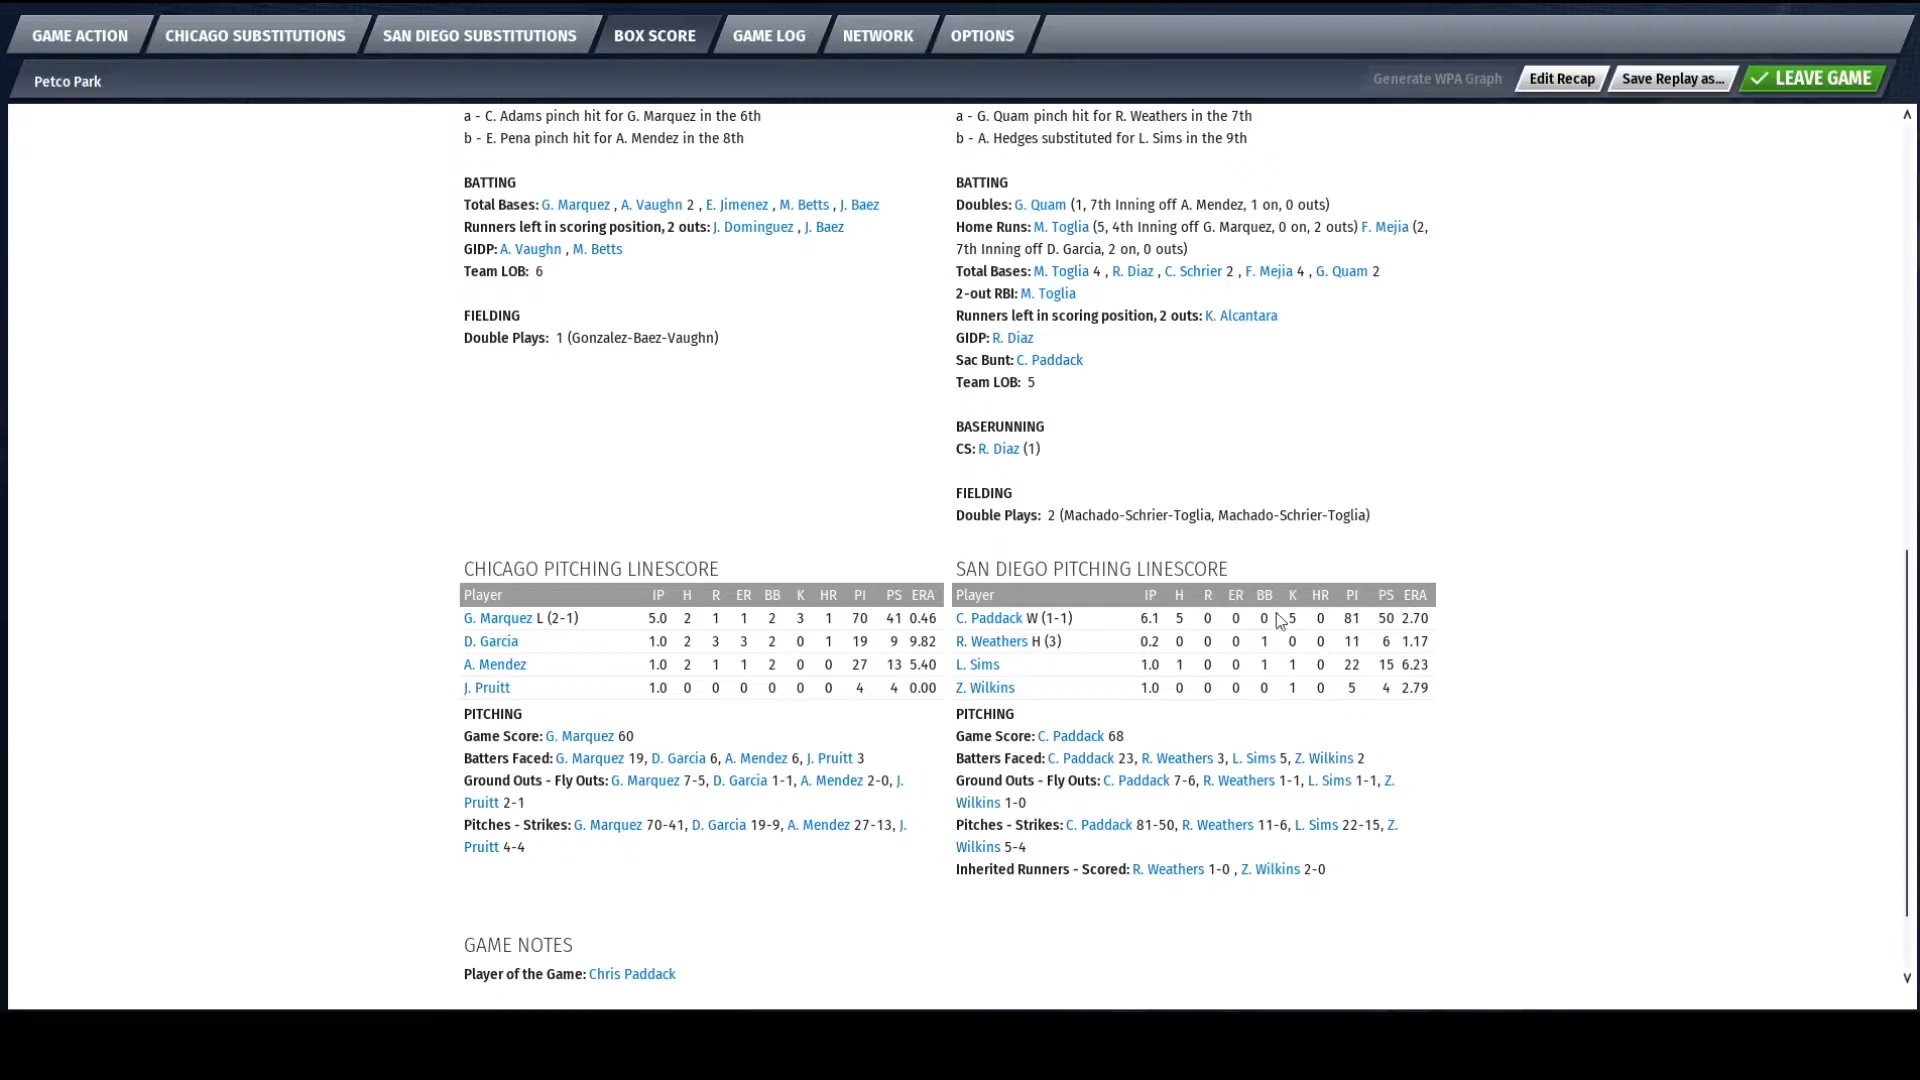 GAME ACTION CHICAGO SUBSTITUTIONS SAN DIEGO SUBSTITUTIONS BOX SCORE GAME LOG NETWORK OPTIONS
Petco Park Generate WPA Graph Edit Recap Save Replay as... LEAVE GAME
a - C. Adams pinch hit for G. Marquez in the 6th
b - E. Pena pinch hit for A. Mendez in the 8th
BATTING
Total Bases: G. Marquez , A. Vaughn 2 , E. Jimenez , M. Betts , J. Baez
Runners left in scoring position, 2 outs: J. Dominguez , J. Baez
GIDP: A. Vaughn , M. Betts
Team LOB: 6
FIELDING
Double Plays: 1 (Gonzalez-Baez-Vaughn)
a - G. Quam pinch hit for R. Weathers in the 7th
b - A. Hedges substituted for L. Sims in the 9th
BATTING
Doubles: G. Quam (1, 7th Inning off A. Mendez, 1 on, 0 outs)
Home Runs: M. Toglia (5, 4th Inning off G. Marquez, 0 on, 2 outs) F. Mejia (2,
7th Inning off D. Garcia, 2 on, 0 outs)
Total Bases: M. Toglia 4 , R. Diaz , C. Schrier 2 , F. Mejia 4 , G. Quam 2
2-out RBI: M. Toglia
Runners left in scoring position, 2 outs: K. Alcantara
GIDP: R. Diaz
Sac Bunt: C. Paddack
Team LOB: 5
BASERUNNING
CS: R. Diaz (1)
FIELDING
Double Plays: 2 (Machado-Schrier-Toglia, Machado-Schrier-Toglia)
CHICAGO PITCHING LINESCORE
Player IP H R ER BB K HR PI PS ERA
G. Marquez L (2-1) 5.0 2 1 1 2 3 1 70 41 0.46
D. Garcia 1.0 2 3 3 2 0 1 19 9 9.82
A. Mendez 1.0 2 1 1 2 0 0 27 13 5.40
J. Pruitt 1.0 0 0 0 0 0 0 4 4 0.00
PITCHING
Game Score: G. Marquez 60
Batters Faced: G. Marquez 19, D. Garcia 6, A. Mendez 6, J. Pruitt 3
Ground Outs - Fly Outs: G. Marquez 7-5, D. Garcia 1-1, A. Mendez 2-0, J.
Pruitt 2-1
Pitches - Strikes: G. Marquez 70-41, D. Garcia 19-9, A. Mendez 27-13, J.
Pruitt 4-4
SAN DIEGO PITCHING LINESCORE
Player IP H R ER BB K HR PI PS ERA
C. Paddack W (1-1) 6.1 5 0 0 0 5 0 81 50 2.70
R. Weathers H (3) 0.2 0 0 0 1 0 0 11 6 1.17
L. Sims 1.0 1 0 0 1 1 0 22 15 6.23
Z. Wilkins 1.0 0 0 0 0 1 0 5 4 2.79
PITCHING
Game Score: C. Paddack 68
Batters Faced: C. Paddack 23, R. Weathers 3, L. Sims 5, Z. Wilkins 2
Ground Outs - Fly Outs: C. Paddack 7-6, R. Weathers 1-1, L. Sims 1-1, Z.
Wilkins 1-0
Pitches - Strikes: C. Paddack 81-50, R. Weathers 11-6, L. Sims 22-15, Z.
Wilkins 5-4
Inherited Runners - Scored: R. Weathers 1-0 , Z. Wilkins 2-0
GAME NOTES
Player of the Game: Chris Paddack